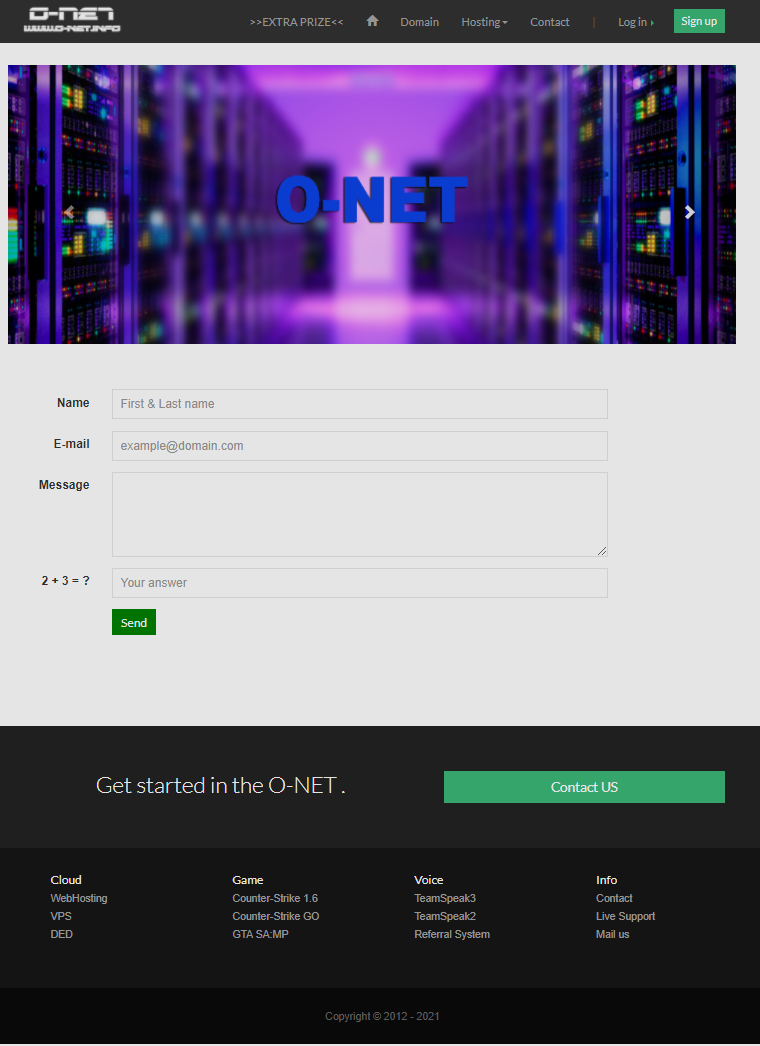 O-NET
WWW.O-NET.INFO
>>EXTRA PRIZE<< Domain Hosting Contact | Log in Sign up
O-NET
Name First & Last name
E-mail example@domain.com
Message
2 + 3 = ? Your answer
Send
Get started in the O-NET . Contact US
Cloud Game Voice Info
WebHosting Counter-Strike 1.6 TeamSpeak3 Contact
VPS Counter-Strike GO TeamSpeak2 Live Support
DED GTA SA:MP Referral System Mail us
Copyright © 2012 - 2021